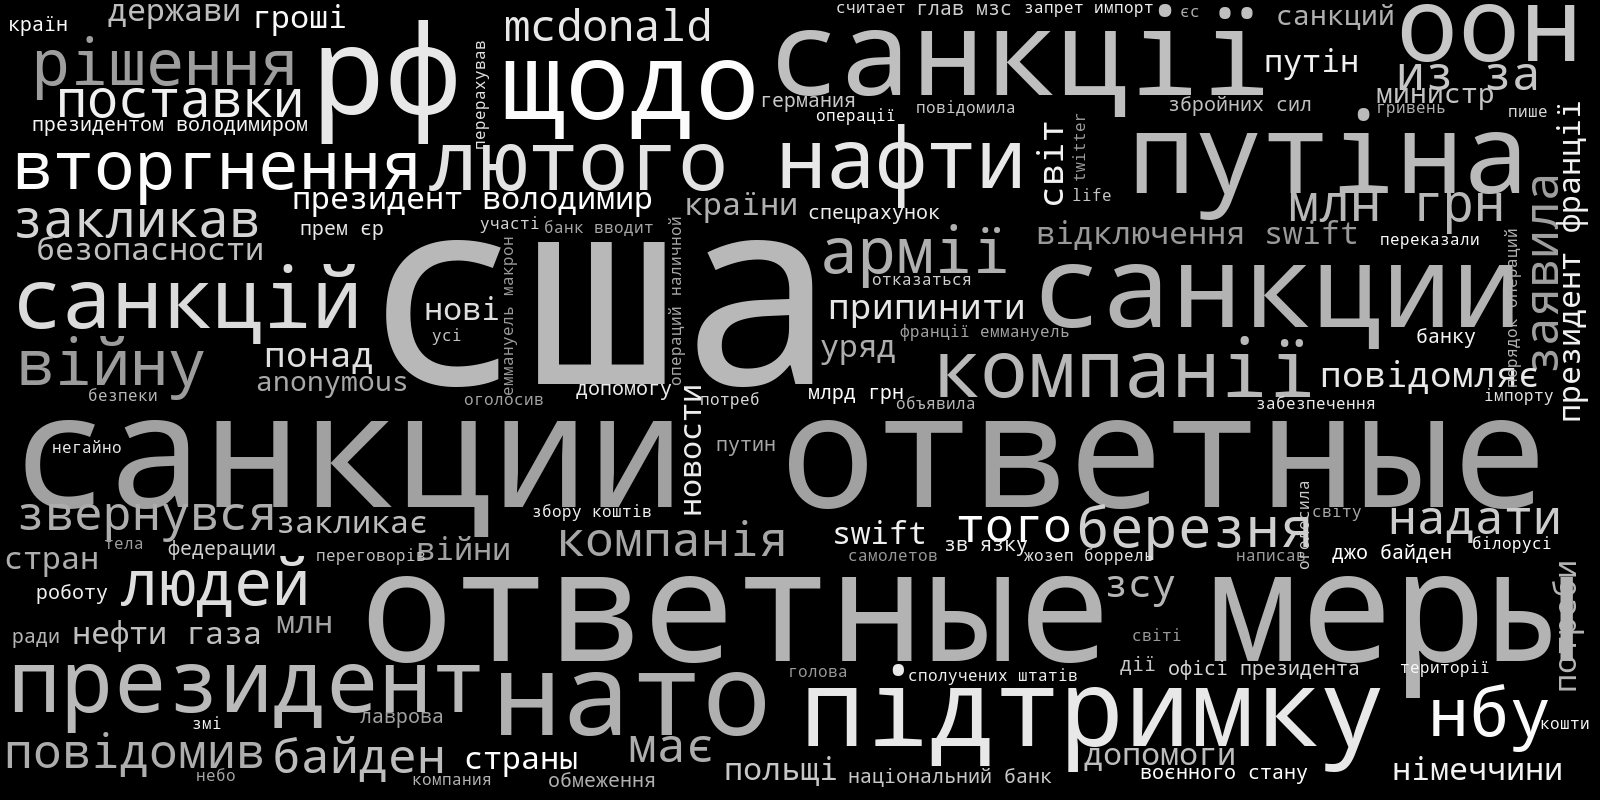 країн
держави
гроші
mcdonald
считает глав мзс запрет импорт
єс
санкций
оон
рішення
рф
перерахував
щодо
санкції
путін
из за
поставки
президентом володимиром
германия
операції
повідомила
збройних сил
министр
гривень
пише
вторгнення
лютого
нафти
світ
twitter
life
путіна
млн грн
президент франції
закликав
президент володимир
прем єр
участі
банк вводит
країни
спецрахунок
відключення swift
переказали
заявила
безопасности
сша
армії
отказаться
санкции
порядок операций
санкцій
нові
усі
еммануель макрон
операций наличной
припинити
франції еммануель
банку
війну
понад
anonymous
уряд
компанії
повідомляє
безпеки
оголосив
допомогу
потреб
млрд грн
объявила
забезпечення
імпорту
санкции ответные
негайно
новости
путин
звернувся
закликає
збору коштів
swift
того
березня
оголосила
світу
надати
стран
тела
федерации
переговорів
війни
компанія
самолетов
зв язку
жозеп боррель
написав
джо байден
білорусі
роботу
людей
ответные меры
зсу
потреби
ради
нефти газа
млн
світі
президент
нато
голова
сполучених штатів
дії
офісі президента
території
змі
лаврова
підтримку
нбу
кошти
повідомив
байден
страны
має
допомоги
небо
компания
обмеження
польщі
національний банк
воєнного стану
німеччини